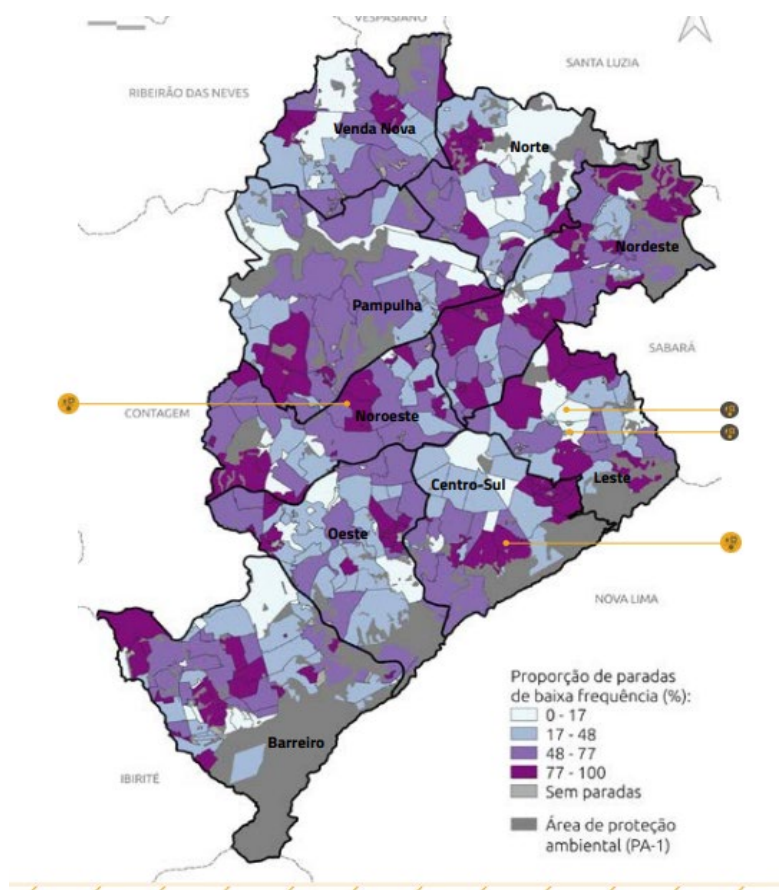 VESPASIANO
SANTA LUZIA
RIBEIRÃO DAS NEVES
Venda Nova
Norte
Nordeste
Pampulha
SABARÁ
CONTAGEM
Noroeste
Leste
Centro-Sul
Oeste
NOVA LIMA
Proporção de paradas
de baixa frequência (%):
0 - 17
17 - 48
48 - 77
77 - 100
Sem paradas
Área de proteção
ambiental (PA-1)
Barreiro
IBIRITÉ